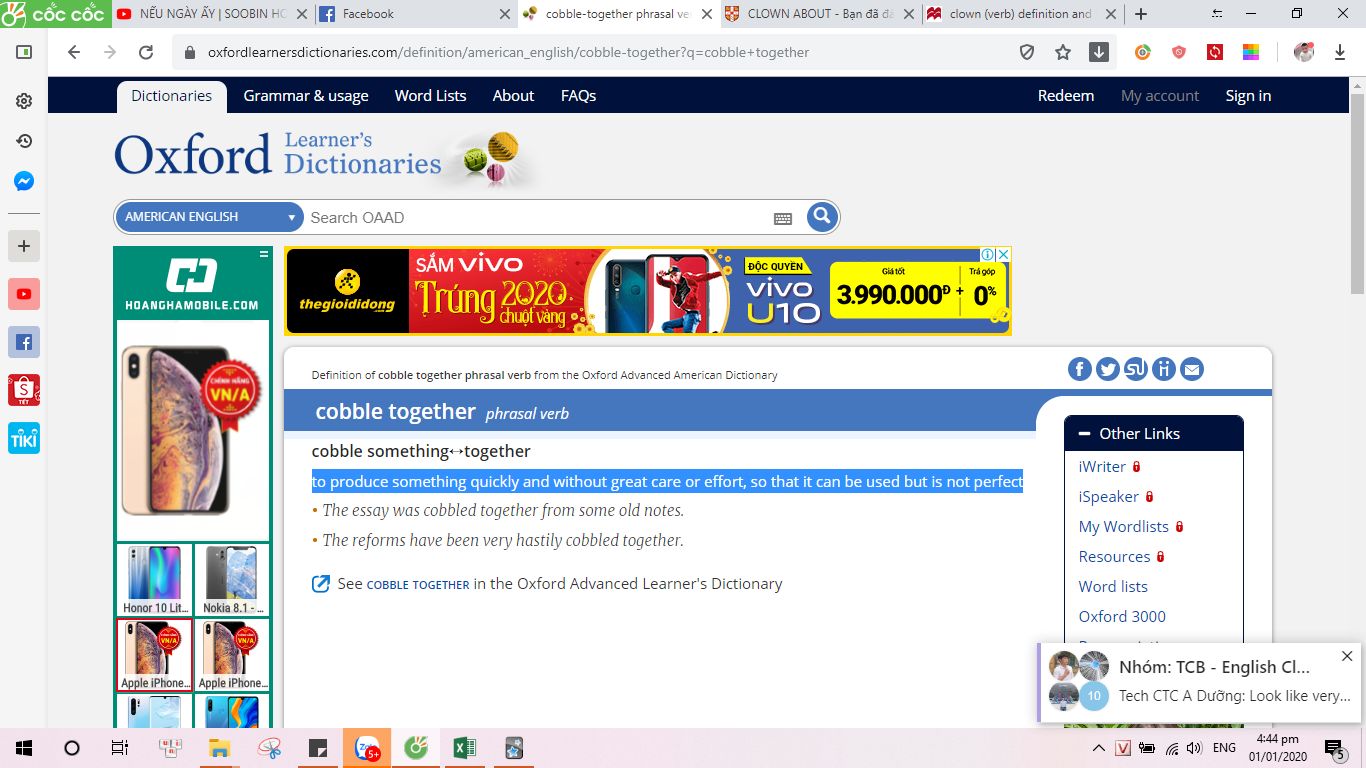 cốc cốc
NẾU NGÀY ẤY | SOOBIN HO
Facebook
cobble-together phrasal ve
CLOWN ABOUT - Bạn đã đá
clown (verb) definition and
oxfordlearnersdictionaries.com/definition/american_english/cobble-together?q=cobble+together
Dictionaries
Grammar & usage
Word Lists
About
FAQs
Redeem
My account
Sign in
Oxford Learner's
Dictionaries
AMERICAN ENGLISH
Search OAAD
HOANGHAMOBILE.COM
CHÍNH HÃNG
VN/A
Honor 10 Lit...
Nokia 8.1 - ...
VN/A
VN/A
Apple iPhone...
Apple iPhone...
thegioididong
.com
SẮM vivo
Trúng 2020
chuột vàng
ĐỘC QUYỀN
vivo
U10
Giá tốt
3.990.000Đ
+
Trả góp
0%
Definition of cobble together phrasal verb from the Oxford Advanced American Dictionary
cobble together phrasal verb
cobble something↔together
to produce something quickly and without great care or effort, so that it can be used but is not perfect
• The essay was cobbled together from some old notes.
• The reforms have been very hastily cobbled together.
See COBBLE TOGETHER in the Oxford Advanced Learner's Dictionary
Other Links
iWriter
iSpeaker
My Wordlists
Resources
Word lists
Oxford 3000
TẾT
TIKI
10
Nhóm: TCB - English Cl...
Tech CTC A Dưỡng: Look like very...
5+
V
ENG
4:44 pm
01/01/2020
5